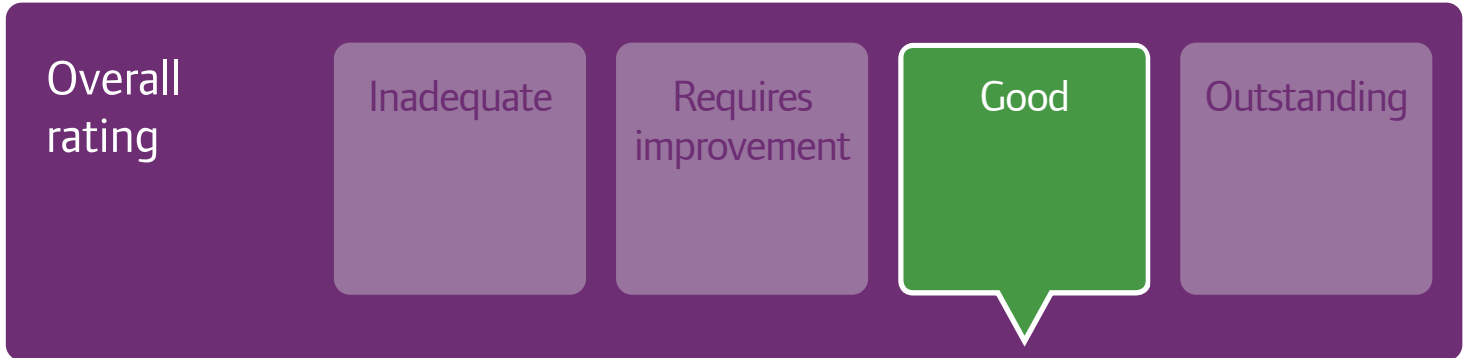 Overall
rating
Inadequate
Requires
improvement
Good
Outstanding